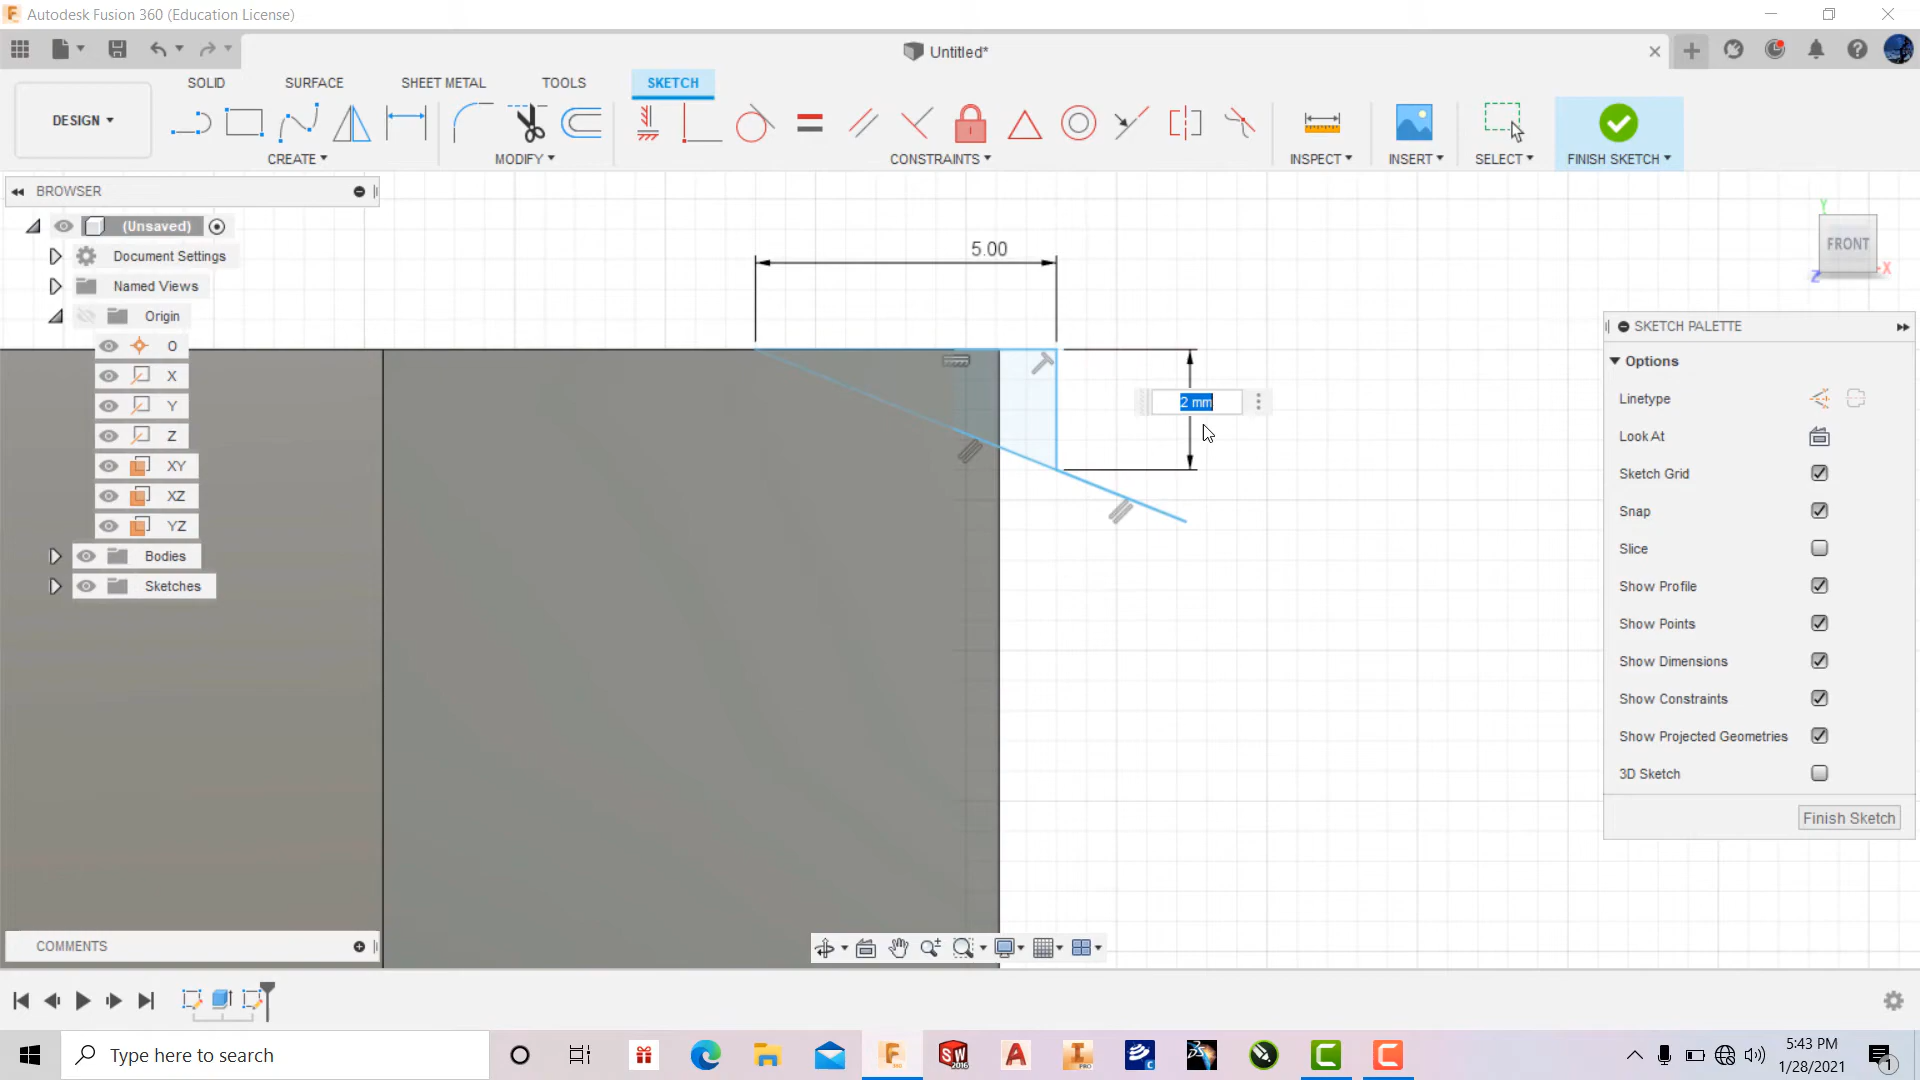 Autodesk Fusion 360 (Education License)
Untitled*
SOLID SURFACE SHEET METAL TOOLS SKETCH
DESIGN
CREATE MODIFY CONSTRAINTS INSPECT INSERT SELECT FINISH SKETCH
BROWSER
(Unsaved)
Document Settings
Named Views
Origin
O
X
Y
Z
XY
XZ
YZ
Bodies
Sketches
5.00
2 mm
Y
FRONT
X
Z
SKETCH PALETTE
Options
Linetype
Look At
Sketch Grid
Snap
Slice
Show Profile
Show Points
Show Dimensions
Show Constraints
Show Projected Geometries
3D Sketch
Finish Sketch
COMMENTS
Type here to search
5:43 PM
1/28/2021